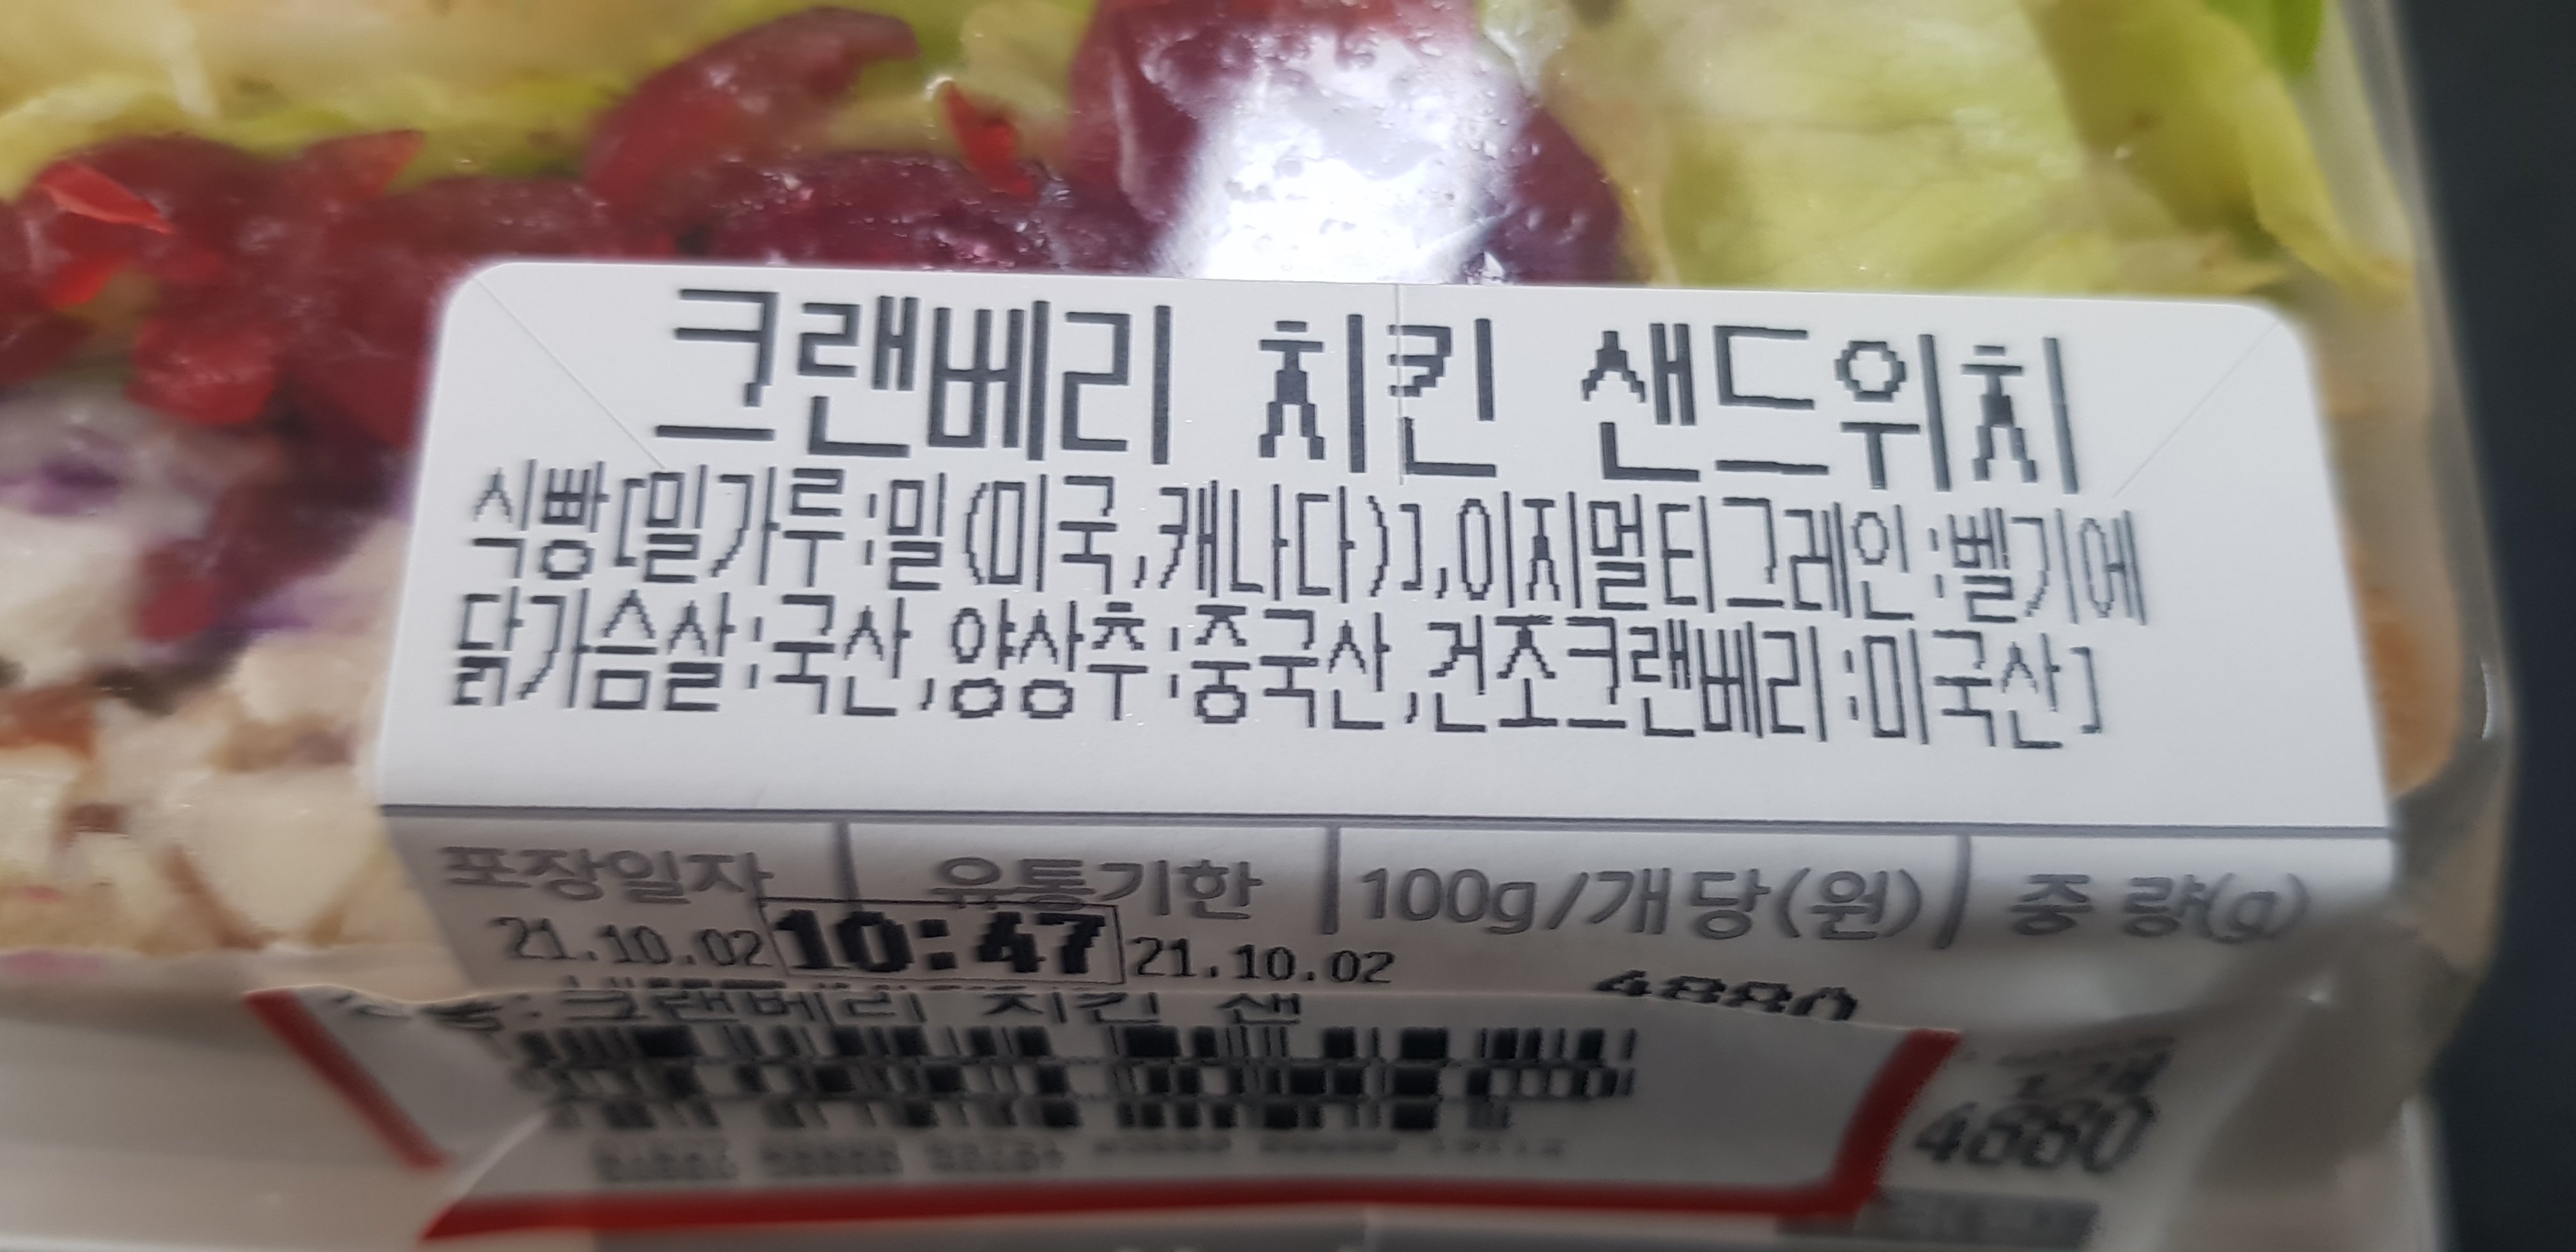 크랜베리 치킨 샌드위치
식빵[밀가루:밀(미국,캐나다)],이지멀티그레인:벨기에
닭가슴살:국산,양상추:중국산,건조크랜베리:미국산]
포장일자 유통기한 100g/개당(원) 중량(g)
21.10.02 10:47 21.10.02 4880
크랜베리 치킨 샌
1개
4880